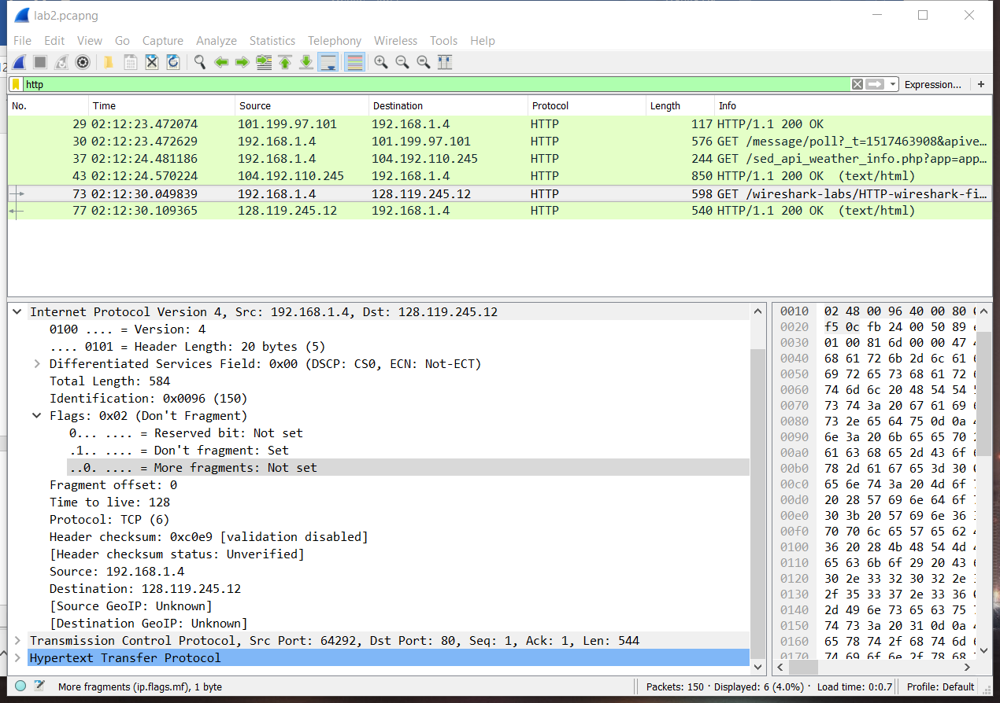 lab2.pcapng
File Edit View Go Capture Analyze Statistics Telephony Wireless Tools Help
http Expression... +
No. Time Source Destination Protocol Length Info
29 02:12:23.472074 101.199.97.101 192.168.1.4 HTTP 117 HTTP/1.1 200 OK
30 02:12:23.472629 192.168.1.4 101.199.97.101 HTTP 576 GET /message/poll?_t=1517463908&apive…
37 02:12:24.481186 192.168.1.4 104.192.110.245 HTTP 244 GET /sed_api_weather_info.php?app=app…
43 02:12:24.570224 104.192.110.245 192.168.1.4 HTTP 850 HTTP/1.1 200 OK (text/html)
73 02:12:30.049839 192.168.1.4 128.119.245.12 HTTP 598 GET /wireshark-labs/HTTP-wireshark-fi…
77 02:12:30.109365 128.119.245.12 192.168.1.4 HTTP 540 HTTP/1.1 200 OK (text/html)
Internet Protocol Version 4, Src: 192.168.1.4, Dst: 128.119.245.12
0100 .... = Version: 4
.... 0101 = Header Length: 20 bytes (5)
Differentiated Services Field: 0x00 (DSCP: CS0, ECN: Not-ECT)
Total Length: 584
Identification: 0x0096 (150)
Flags: 0x02 (Don't Fragment)
0... .... = Reserved bit: Not set
.1.. .... = Don't fragment: Set
..0. .... = More fragments: Not set
Fragment offset: 0
Time to live: 128
Protocol: TCP (6)
Header checksum: 0xc0e9 [validation disabled]
[Header checksum status: Unverified]
Source: 192.168.1.4
Destination: 128.119.245.12
[Source GeoIP: Unknown]
[Destination GeoIP: Unknown]
Transmission Control Protocol, Src Port: 64292, Dst Port: 80, Seq: 1, Ack: 1, Len: 544
Hypertext Transfer Protocol
0010 02 48 00 96 40 00 80
0020 f5 0c fb 24 00 50 89
0030 01 00 81 6d 00 00 47
0040 68 61 72 6b 2d 6c 61
0050 69 72 65 73 68 61 72
0060 74 6d 6c 20 48 54 54
0070 73 74 3a 20 67 61 69
0080 73 2e 65 64 75 0d 0a
0090 6e 3a 20 6b 65 65 70
00a0 61 63 68 65 2d 43 6f
00b0 78 2d 61 67 65 3d 30
00c0 65 6e 74 3a 20 4d 6f
00d0 20 28 57 69 6e 64 6f
00e0 30 3b 20 57 69 6e 36
00f0 70 70 6c 65 57 65 62
0100 36 20 28 4b 48 54 4d
0110 65 63 6b 6f 29 20 43
0120 30 2e 33 32 30 32 2e
0130 2f 35 33 37 2e 33 36
0140 2d 49 6e 73 65 63 75
0150 74 73 3a 20 31 0d 0a
0160 65 78 74 2f 68 74 6d
0170 74 69 6f 6e 2f 78 68
More fragments (ip.flags.mf), 1 byte Packets: 150 · Displayed: 6 (4.0%) · Load time: 0:0.7 Profile: Default